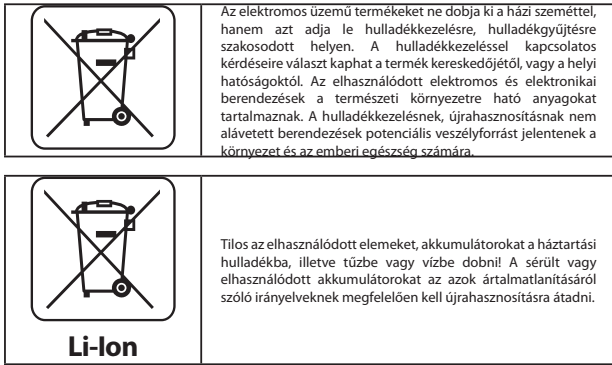 Az elektromos üzemű termékeket ne dobja ki a házi szeméttel,
hanem azt adja le hulladékkezelésre, hulladékgyűjtésre
szakosodott helyen. A hulladékkezeléssel kapcsolatos
kérdéseire választ kaphat a termék kereskedőjétől, vagy a helyi
hatóságoktól. Az elhasználódott elektromos és elektronikai
berendezések a természeti környezetre ható anyagokat
tartalmaznak. A hulladékkezelésnek, újrahasznosításnak nem
alávetett berendezések potenciális veszélyforrást jelentenek a
környezet és az emberi egészség számára.
Tilos az elhasználódott elemeket, akkumulátorokat a háztartási
hulladékba, illetve tűzbe vagy vízbe dobni! A sérült vagy
elhasználódott akkumulátorokat az azok ártalmatlanításáról
szóló irányelveknek megfelelően kell újrahasznosításra átadni.
Li-Ion